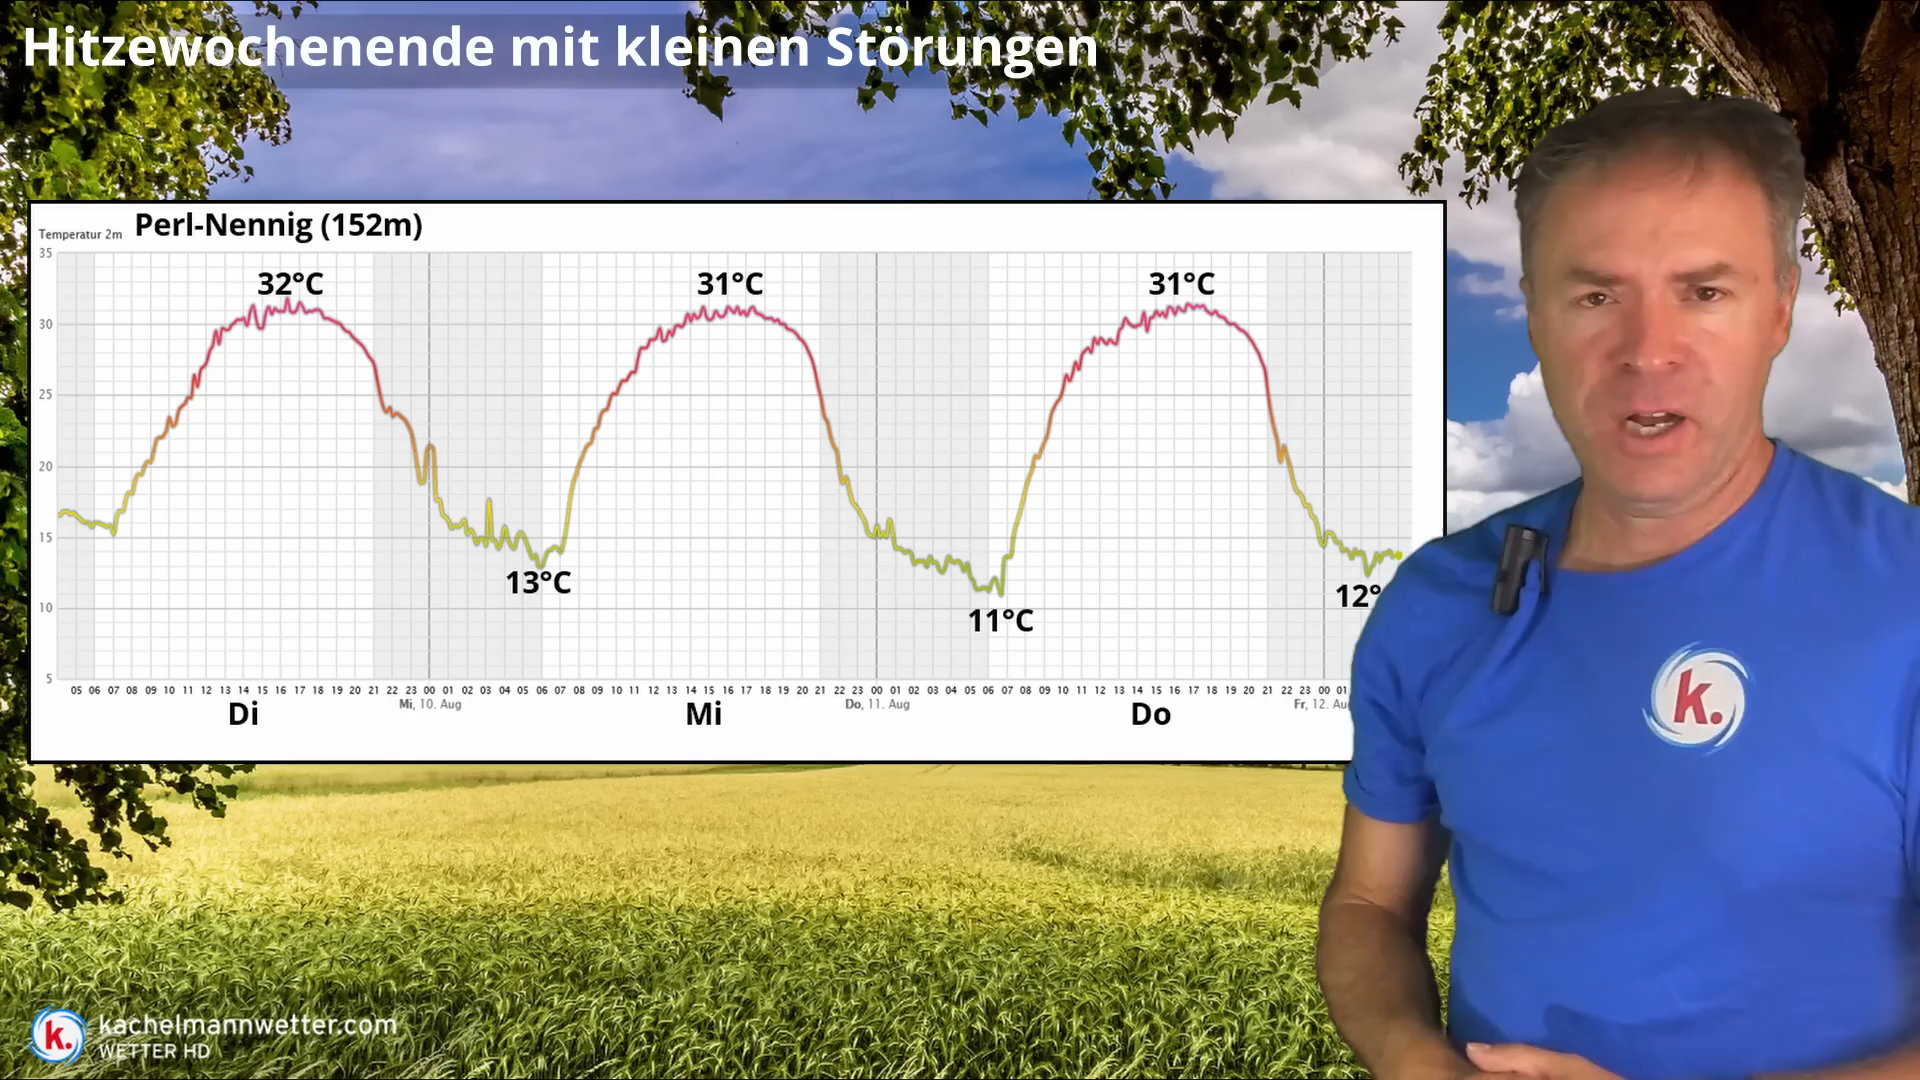 Hitzewochenende mit kleinen Störungen
Temperatur 2m Perl-Nennig (152m)
35
32°C 31°C 31°C
30
25
20
15
13°C 12°
10
11°C
5
05 06 07 08 09 10 11 12 13 14 15 16 17 18 19 20 21 22 23 00 01 02 03 04 05 06 07 08 09 10 11 12 13 14 15 16 17 18 19 20 21 22 23 00 01 02 03 04 05 06 07 08 09 10 11 12 13 14 15 16 17 18 19 20 21 22 23 00 01
Mi, 10. Aug Do, 11. Aug Fr, 12. Aug
Di Mi Do
k.
k. kachelmannwetter.com
WETTER HD